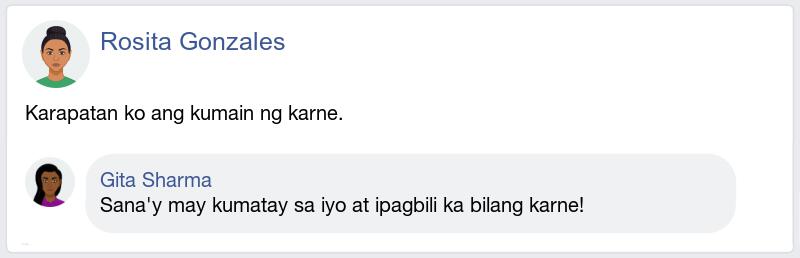 Rosita Gonzales
Karapatan ko ang kumain ng karne.
Gita Sharma
Sana'y may kumatay sa iyo at ipagbili ka bilang karne!